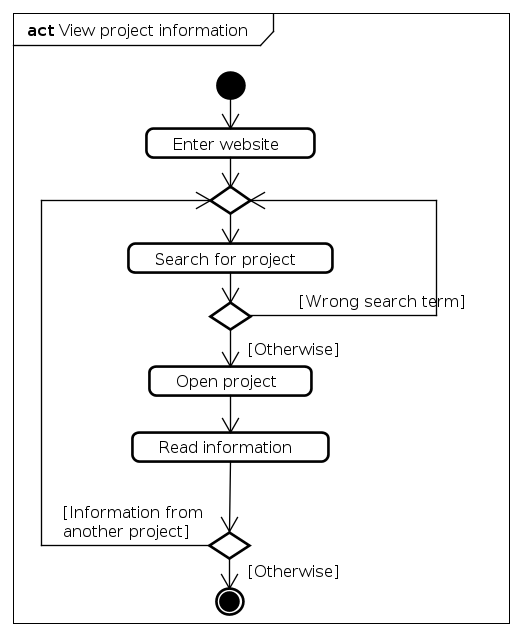 act View project information
Enter website
Search for project
[Wrong search term]
[Otherwise]
Open project
Read information
[Information from
another project]
[Otherwise]